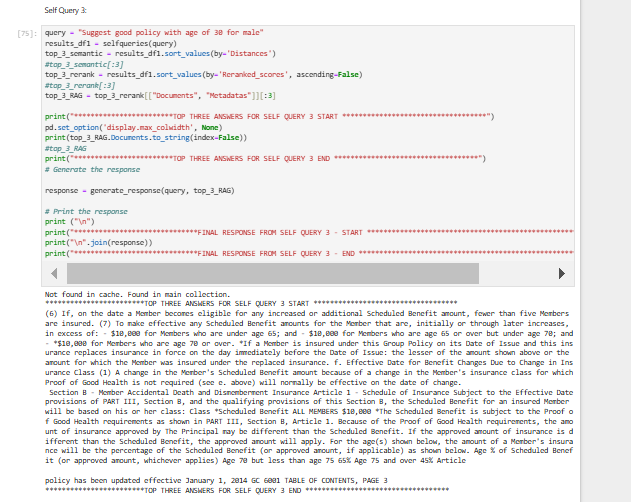 Self Query 3:
[75]: query = "Suggest good policy with age of 30 for male"
results_df1 = selfqueries(query)
top_3_semantic = results_df1.sort_values(by='Distances')
#top_3_semantic[:3]
top_3_rerank = results_df1.sort_values(by='Reranked_scores', ascending=False)
#top_3_rerank[:3]
top_3_RAG = top_3_rerank[["Documents", "Metadatas"]][:3]
print("************************TOP THREE ANSWERS FOR SELF QUERY 3 START ***********************************")
pd.set_option('display.max_colwidth', None)
print(top_3_RAG.Documents.to_string(index=False))
#top_3_RAG
print("************************TOP THREE ANSWERS FOR SELF QUERY 3 END ***********************************")
# Generate the response
response = generate_response(query, top_3_RAG)
# Print the response
print ("\n")
print("******************************FINAL RESPONSE FROM SELF QUERY 3 - START **************************************************
print("\n".join(response))
print("******************************FINAL RESPONSE FROM SELF QUERY 3 - END ****************************************************
Not found in cache. Found in main collection.
************************TOP THREE ANSWERS FOR SELF QUERY 3 START ***********************************
(6) If, on the date a Member becomes eligible for any increased or additional Scheduled Benefit amount, fewer than five Members
are insured. (7) To make effective any Scheduled Benefit amounts for the Member that are, initially or through later increases,
in excess of: - $10,000 for Members who are under age 65; and - $10,000 for Members who are age 65 or over but under age 70; and
- *$10,000 for Members who are age 70 or over. *If a Member is insured under this Group Policy on its Date of Issue and this ins
urance replaces insurance in force on the day immediately before the Date of Issue: the lesser of the amount shown above or the
amount for which the Member was insured under the replaced insurance. f. Effective Date for Benefit Changes Due to Change in Ins
urance Class (1) A change in the Member's Scheduled Benefit amount because of a change in the Member's insurance class for which
Proof of Good Health is not required (see e. above) will normally be effective on the date of change.
Section B - Member Accidental Death and Dismemberment Insurance Article 1 - Schedule of Insurance Subject to the Effective Date
provisions of PART III, Section B, and the qualifying provisions of this Section B, the Scheduled Benefit for an insured Member
will be based on his or her class: Class *Scheduled Benefit ALL MEMBERS $10,000 *The Scheduled Benefit is subject to the Proof o
f Good Health requirements as shown in PART III, Section B, Article 1. Because of the Proof of Good Health requirements, the amo
unt of insurance approved by The Principal may be different than the Scheduled Benefit. If the approved amount of insurance is d
ifferent than the Scheduled Benefit, the approved amount will apply. For the age(s) shown below, the amount of a Member's insura
nce will be the percentage of the Scheduled Benefit (or approved amount, if applicable) as shown below. Age % of Scheduled Benef
it (or approved amount, whichever applies) Age 70 but less than age 75 65% Age 75 and over 45% Article
policy has been updated effective January 1, 2014 GC 6001 TABLE OF CONTENTS, PAGE 3
************************TOP THREE ANSWERS FOR SELF QUERY 3 END ***********************************